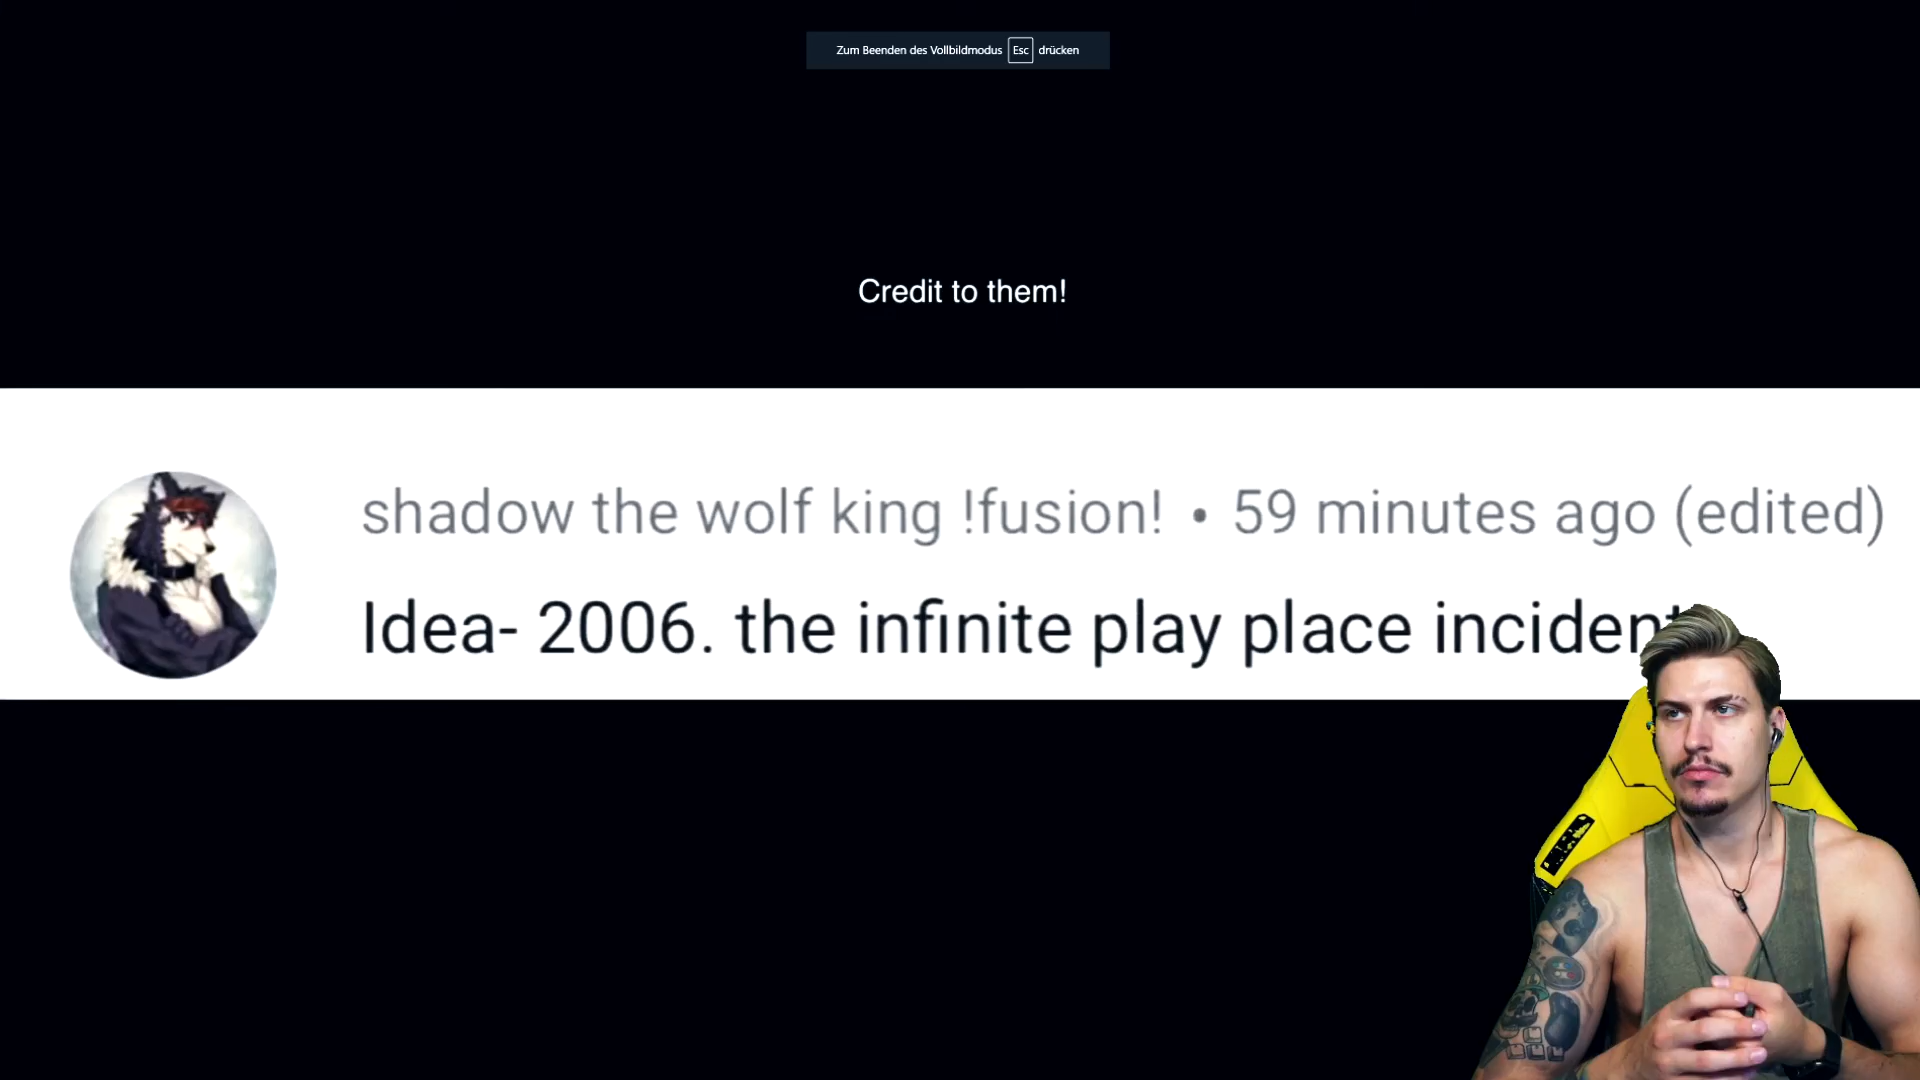 Zum Beenden des Vollbildmodus Esc drücken
Credit to them!
shadow the wolf king !fusion! • 59 minutes ago (edited)
Idea- 2006. the infinite play place incident